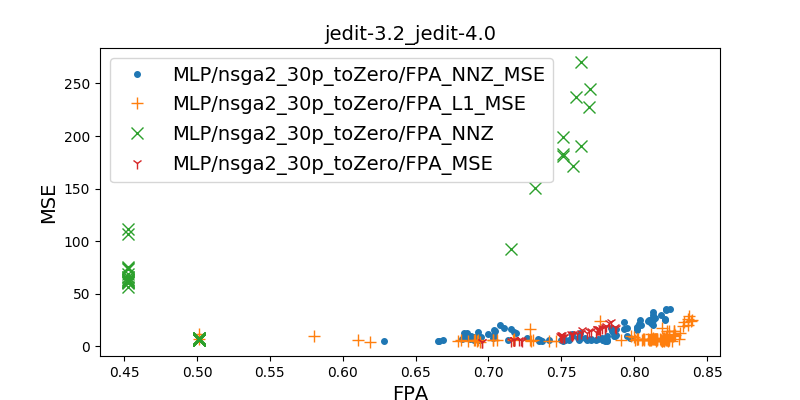 jedit-3.2_jedit-4.0
MLP/nsga2_30p_toZero/FPA_NNZ_MSE
MLP/nsga2_30p_toZero/FPA_L1_MSE
MLP/nsga2_30p_toZero/FPA_NNZ
MLP/nsga2_30p_toZero/FPA_MSE
MSE
250
200
150
100
50
0
0.45 0.50 0.55 0.60 0.65 0.70 0.75 0.80 0.85
FPA